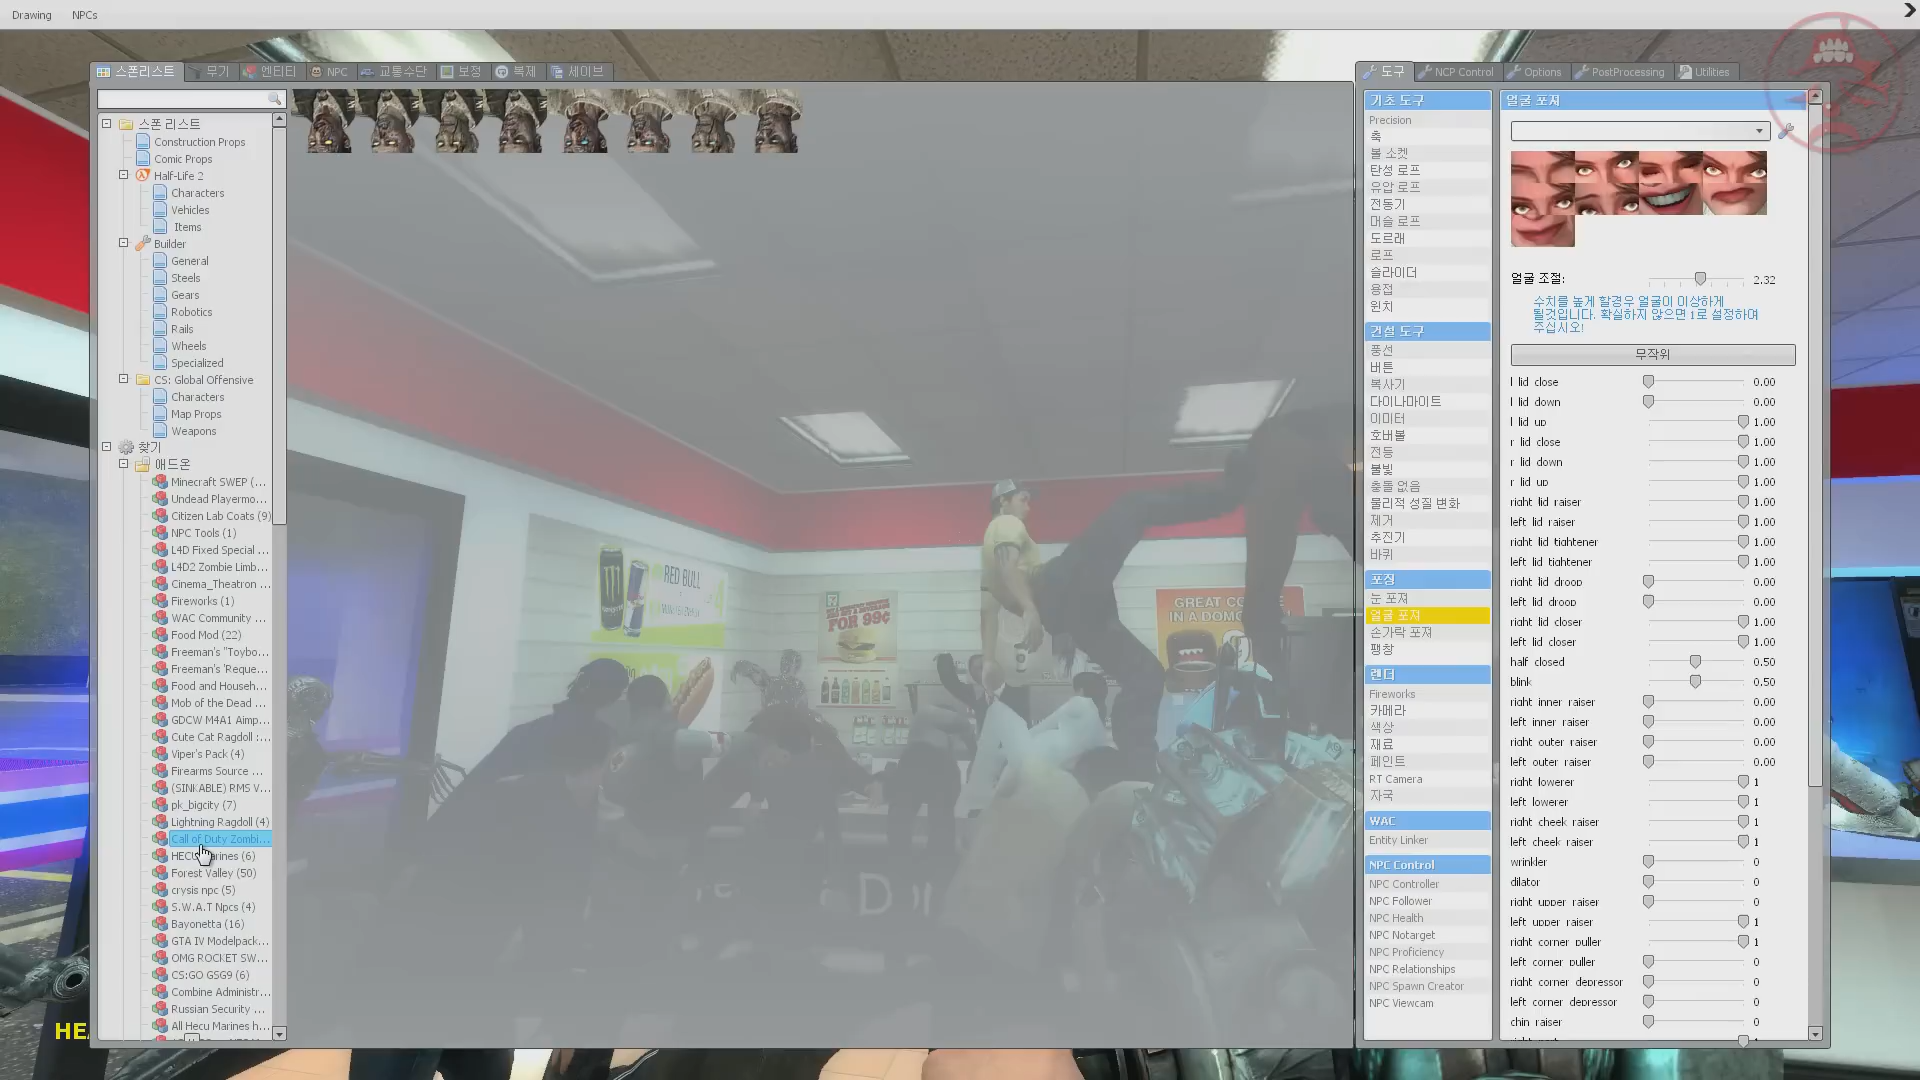 Drawing NPCs
스폰리스트 무기 엔티티 NPC 교통수단 보정 복제 세이브
도구 NCP Control Options PostProcessing Utilities
스폰 리스트
Construction Props
Comic Props
Half-Life 2
Characters
Vehicles
Items
Builder
General
Steels
Gears
Robotics
Rails
Wheels
Specialized
CS: Global Offensive
Characters
Map Props
Weapons
찾기
애드온
Minecraft SWEP (...
Undead Playermo...
Citizen Lab Coats (9)
NPC Tools (1)
L4D Fixed Special ...
L4D2 Zombie Limb...
Cinema_Theatron ...
Fireworks (1)
WAC Community ...
Food Mod (22)
Freeman's "Toybo...
Freeman's 'Reque...
Food and Househ...
Mob of the Dead ...
GDCW M4A1 Aimp...
Cute Cat Ragdoll :...
Viper's Pack (4)
Firearms Source ...
(SINKABLE) RMS V...
pk_bigcity (7)
Lightning Ragdoll (4)
Call of Duty Zombi...
HECU Marines (6)
Forest Valley (50)
crysis npc (5)
S.W.A.T Npcs (4)
Bayonetta (16)
GTA IV Modelpack...
OMG ROCKET SW...
CS:GO GSG9 (6)
Combine Administr...
Russian Security ...
All Hecu Marines h...
RED BULL
FOR 99¢
GREAT
IN A DOM
HE
기초 도구
Precision
축
볼 소켓
탄성 로프
유압 로프
전동기
머슬 로프
도르래
로프
슬라이더
용접
윈치
건설 도구
풍선
버튼
복사기
다이나마이트
이미터
호버볼
전등
불빛
충돌 없음
물리적 성질 변화
제거
추진기
바퀴
포징
눈 포져
얼굴 포져
손가락 포져
팽창
렌더
Fireworks
카메라
색상
재료
페인트
RT Camera
자국
WAC
Entity Linker
NPC Control
NPC Controller
NPC Follower
NPC Health
NPC Notarget
NPC Proficiency
NPC Relationships
NPC Spawn Creator
NPC Viewcam
얼굴 포져
얼굴 조절: 2.32
수치를 높게 할경우 얼굴이 이상하게
될것입니다. 확실하지 않으면 1로 설정하여
주십시오!
무작위
l lid close 0.00
l lid down 0.00
l lid up 1.00
r lid close 1.00
r lid down 1.00
r lid up 1.00
right lid raiser 1.00
left lid raiser 1.00
right lid tightener 1.00
left lid tightener 1.00
right lid droop 0.00
left lid droop 0.00
right lid closer 1.00
left lid closer 1.00
half closed 0.50
blink 0.50
right inner raiser 0.00
left inner raiser 0.00
right outer raiser 0.00
left outer raiser 0.00
right lowerer 1
left lowerer 1
right cheek raiser 1
left cheek raiser 1
wrinkler 0
dilator 0
right upper raiser 0
left upper raiser 1
right corner puller 1
left corner puller 0
right corner depressor 0
left corner depressor 0
chin raiser 0